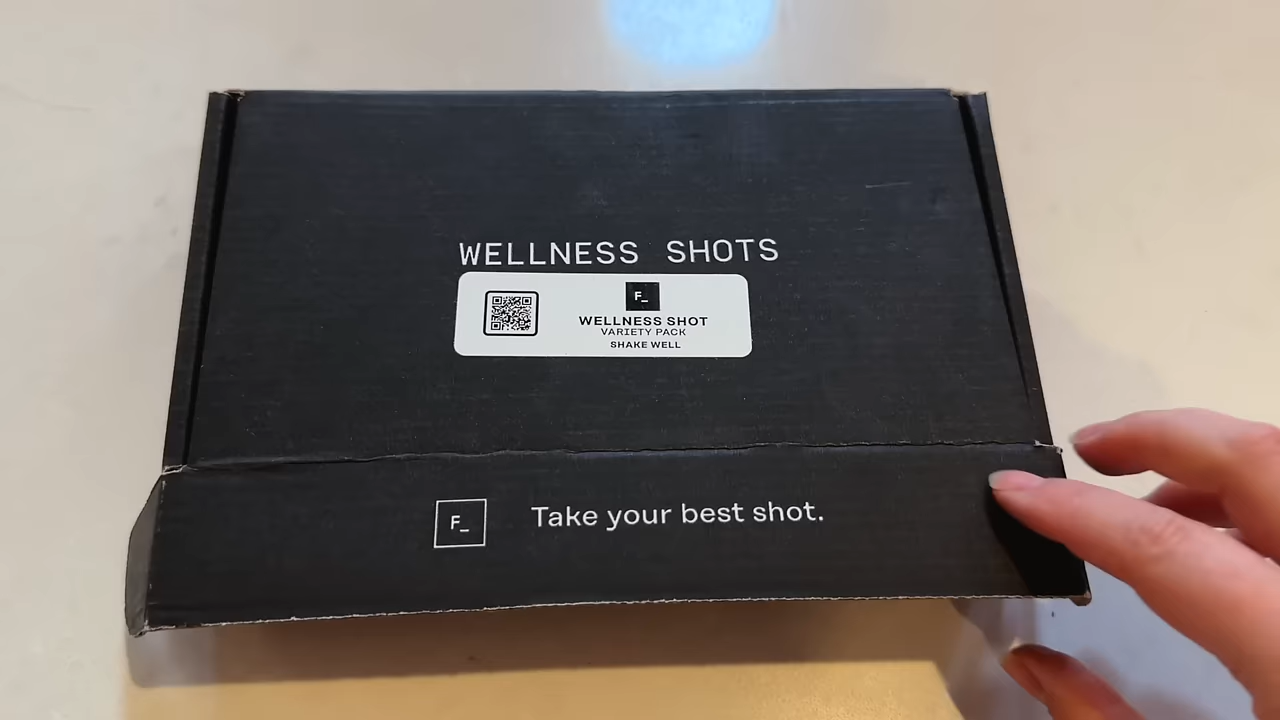 WELLNESS SHOTS
F_
WELLNESS SHOT
VARIETY PACK
SHAKE WELL
F_
Take your best shot.